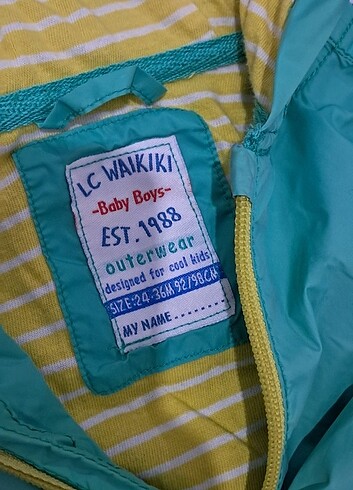 LC WAIKIKI
-Baby Boys-
EST.1988
outerwear
designed for cool kids
SIZE:24-36M 92/98CM
MY NAME........